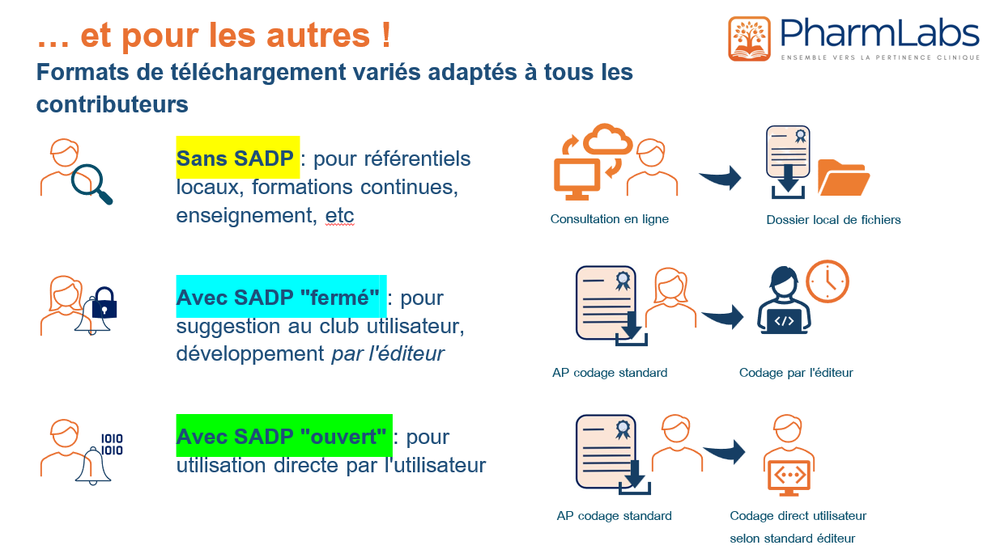 … et pour les autres !
PharmLabs
ENSEMBLE VERS LA PERTINENCE CLINIQUE
Formats de téléchargement variés adaptés à tous les
contributeurs
Sans SADP : pour référentiels
locaux, formations continues,
enseignement, etc
Consultation en ligne
Dossier local de fichiers
Avec SADP "fermé" : pour
suggestion au club utilisateur,
développement par l'éditeur
</>
AP codage standard
Codage par l'éditeur
1010
1010
Avec SADP "ouvert" : pour
utilisation directe par l'utilisateur
AP codage standard
Codage direct utilisateur
selon standard éditeur